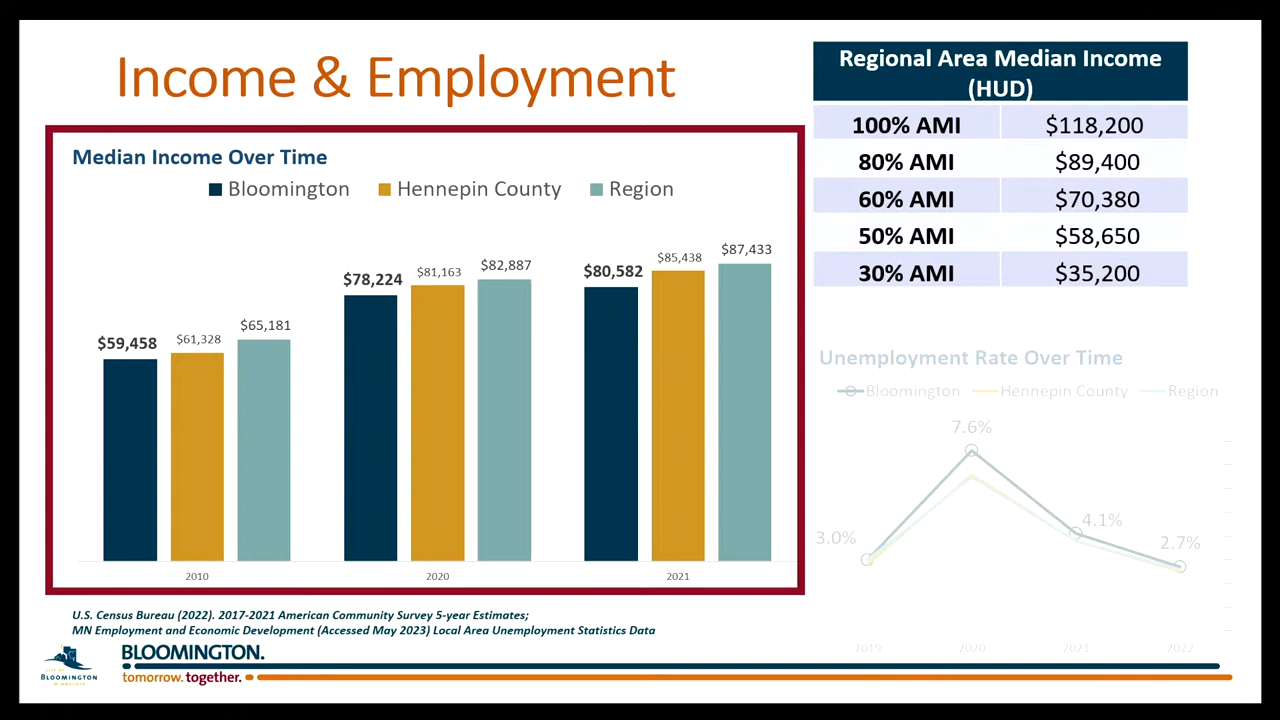 Income & Employment
Median Income Over Time
Bloomington Hennepin County Region
$59,458 $61,328 $65,181
$78,224 $81,163 $82,887
$80,582 $85,438 $87,433
2010 2020 2021
Regional Area Median Income
(HUD)
100% AMI $118,200
80% AMI $89,400
60% AMI $70,380
50% AMI $58,650
30% AMI $35,200
Unemployment Rate Over Time
Bloomington Hennepin County Region
3.0% 7.6% 4.1% 2.7%
2019 2020 2021 2022
U.S. Census Bureau (2022). 2017-2021 American Community Survey 5-year Estimates;
MN Employment and Economic Development (Accessed May 2023) Local Area Unemployment Statistics Data
CITY OF
BLOOMINGTON
MINNESOTA
BLOOMINGTON.
tomorrow. together.